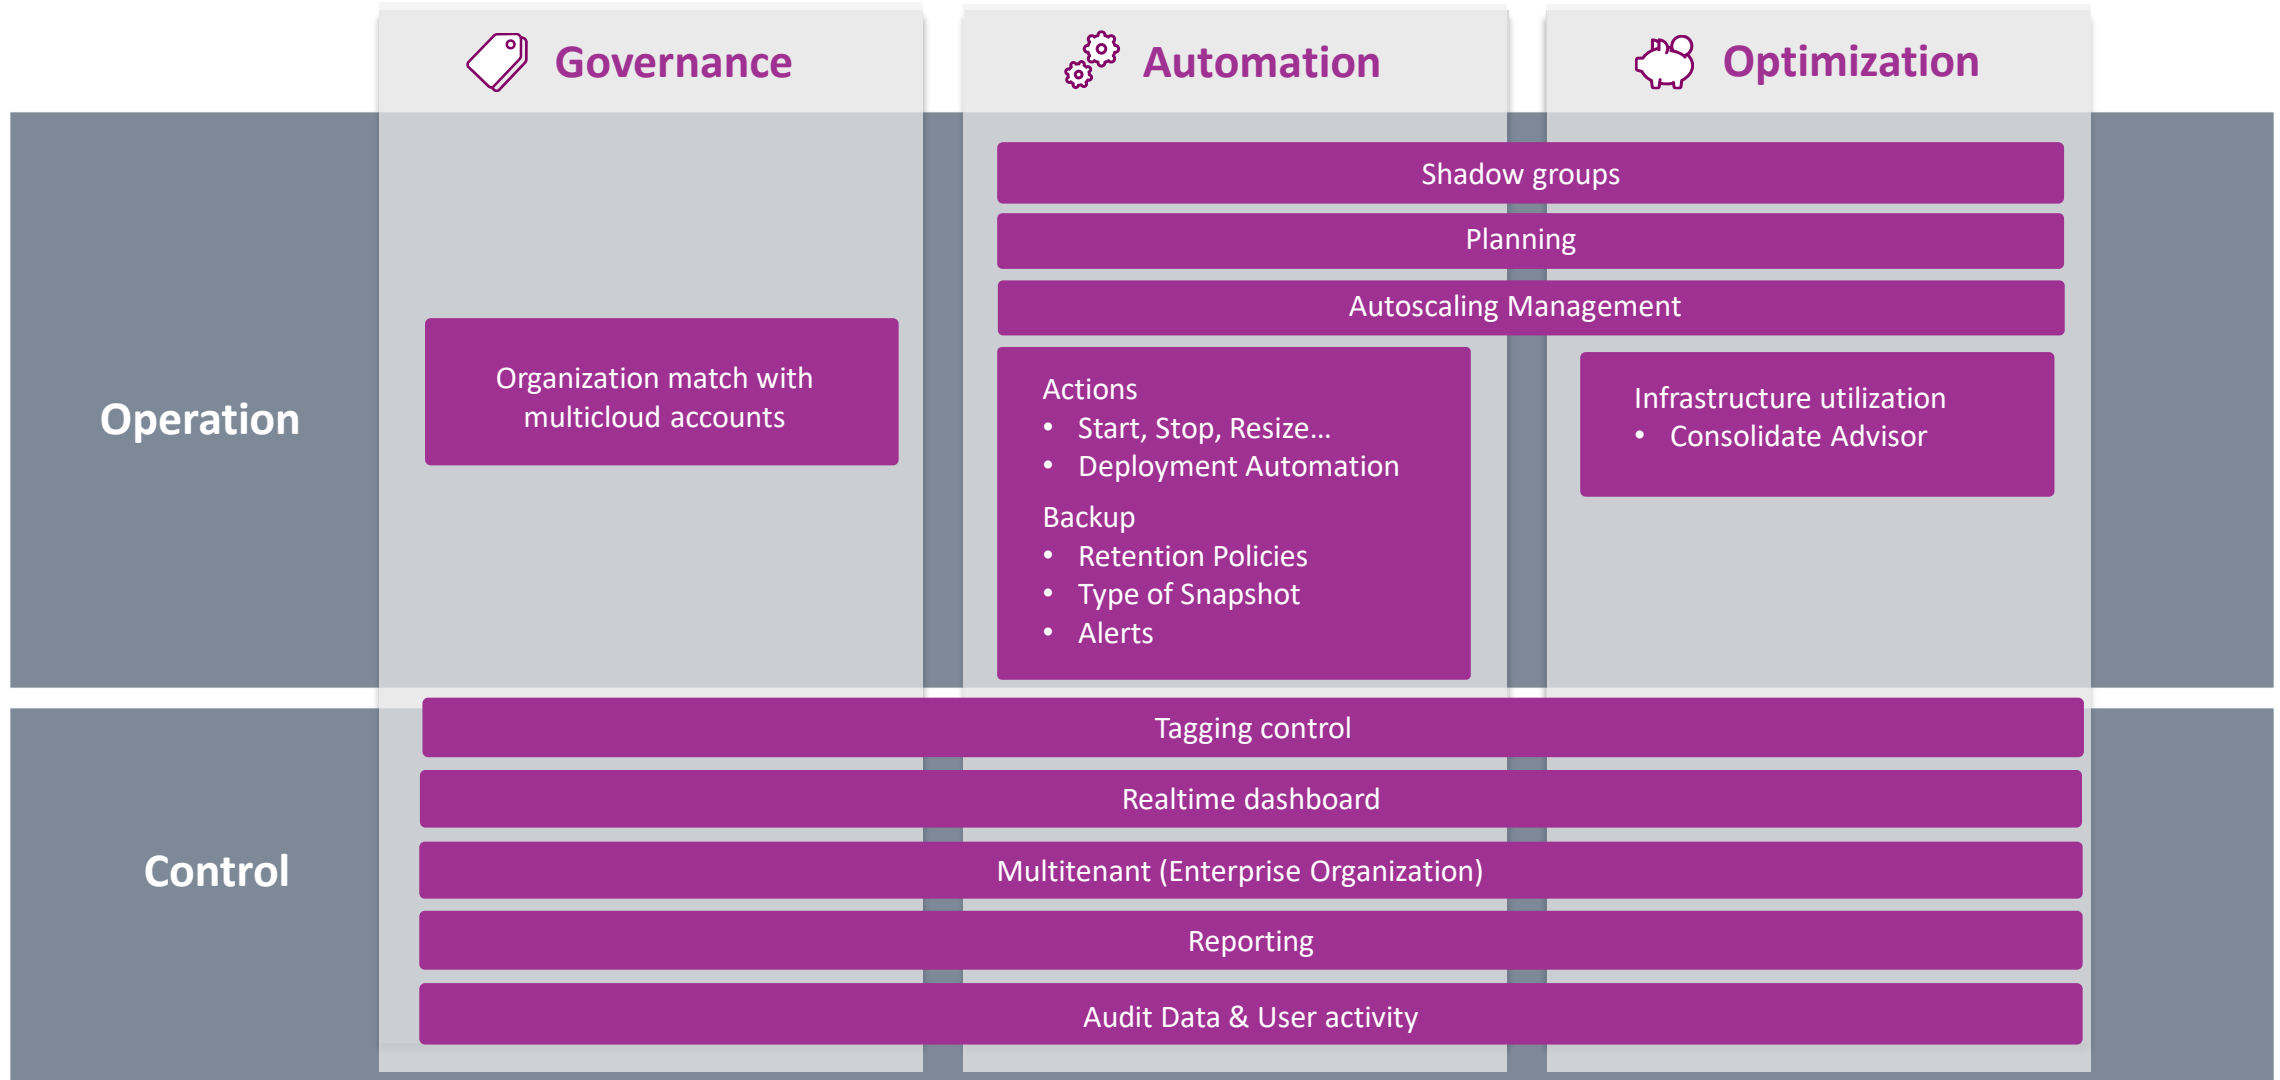 Governance
Automation
Optimization
Operation
Shadow groups
Planning
Autoscaling Management
Organization match with
multicloud accounts
Actions
• Start, Stop, Resize...
• Deployment Automation
Backup
• Retention Policies
• Type of Snapshot
• Alerts
Infrastructure utilization
• Consolidate Advisor
Control
Tagging control
Realtime dashboard
Multitenant (Enterprise Organization)
Reporting
Audit Data & User activity